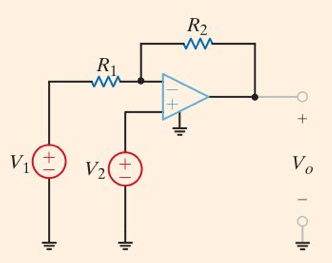 R2
R1
−
+
V1 + −
V2 + −
+
Vo
−